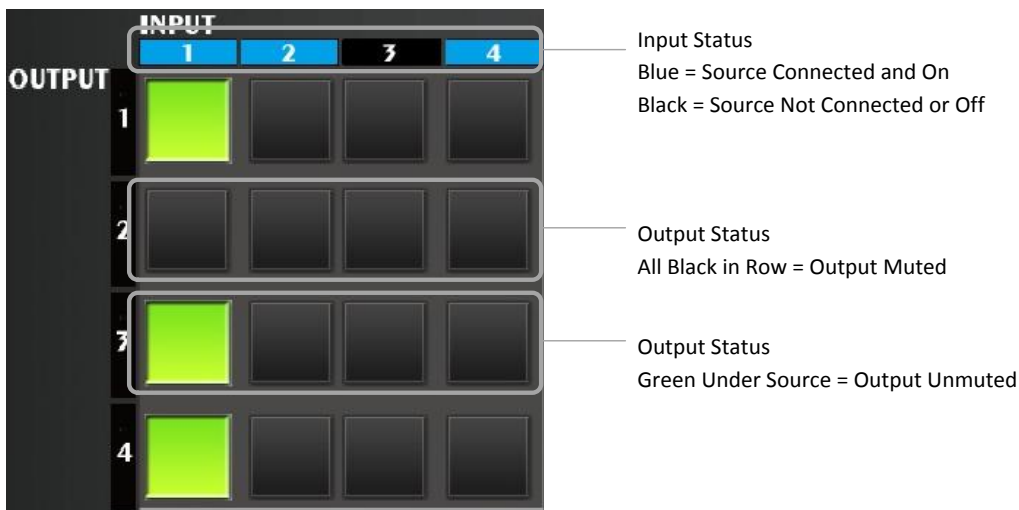 INPUT
1 2 3 4
OUTPUT
1
2
3
4
Input Status
Blue = Source Connected and On
Black = Source Not Connected or Off
Output Status
All Black in Row = Output Muted
Output Status
Green Under Source = Output Unmuted